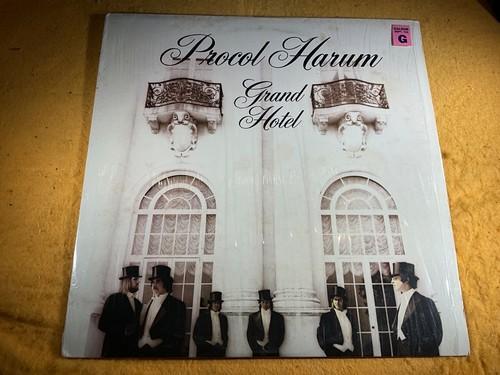 Procol Harum
Grand
Hotel
G